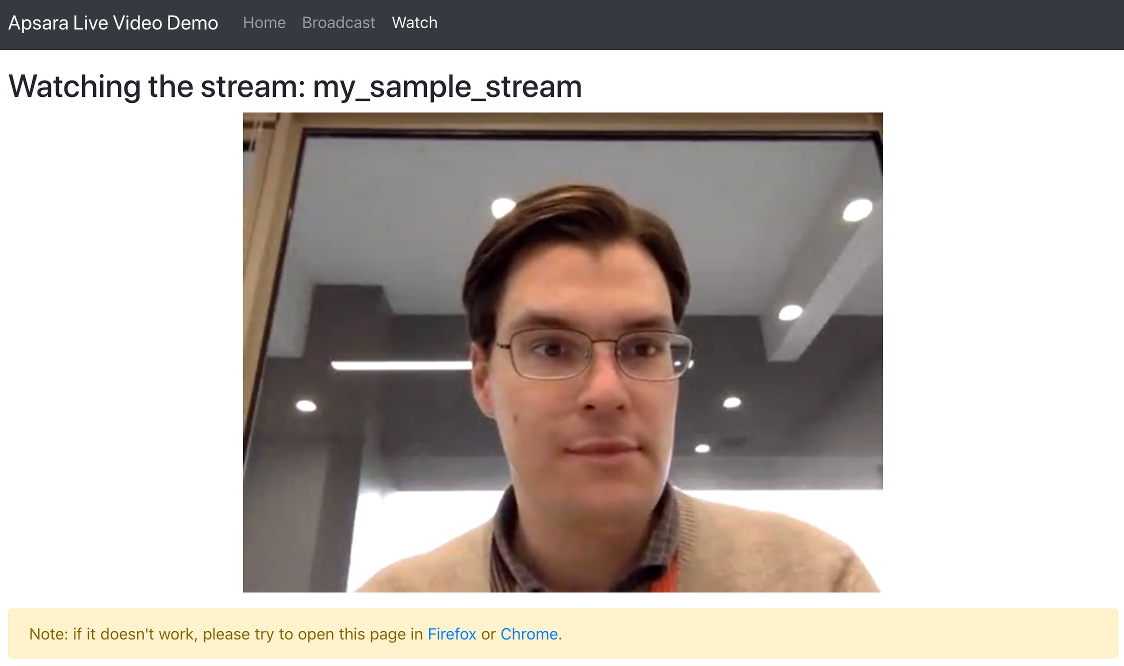 Apsara Live Video Demo Home Broadcast Watch
Watching the stream: my_sample_stream
Note: if it doesn't work, please try to open this page in Firefox or Chrome.